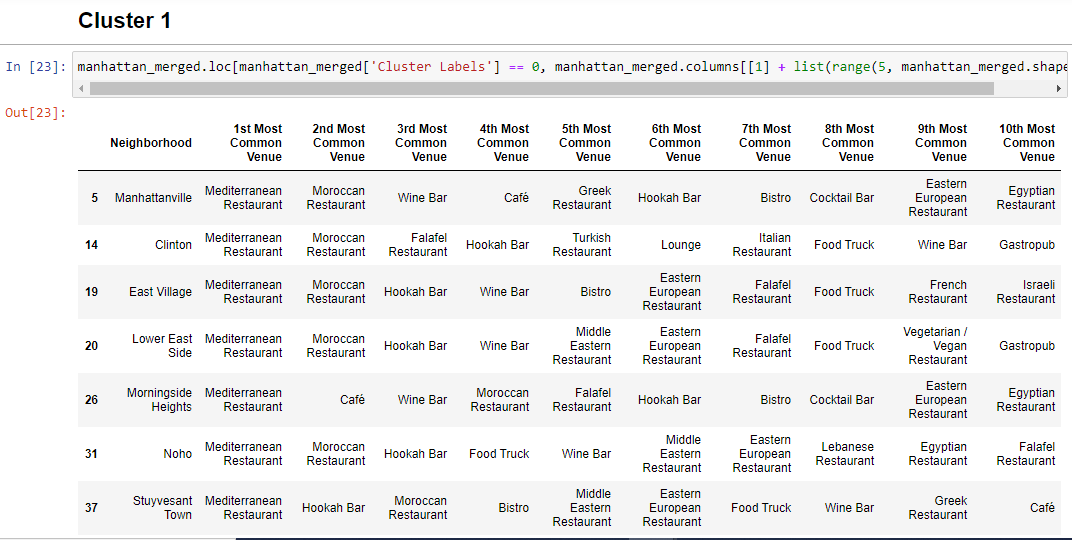 Cluster 1
In [23]: manhattan_merged.loc[manhattan_merged['Cluster Labels'] == 0, manhattan_merged.columns[[1] + list(range(5, manhattan_merged.shape
Out[23]:
Neighborhood 1st Most Common Venue 2nd Most Common Venue 3rd Most Common Venue 4th Most Common Venue 5th Most Common Venue 6th Most Common Venue 7th Most Common Venue 8th Most Common Venue 9th Most Common Venue 10th Most Common Venue
5 Manhattanville Mediterranean Restaurant Moroccan Restaurant Wine Bar Café Greek Restaurant Hookah Bar Bistro Cocktail Bar Eastern European Restaurant Egyptian Restaurant
14 Clinton Mediterranean Restaurant Moroccan Restaurant Falafel Restaurant Hookah Bar Turkish Restaurant Lounge Italian Restaurant Food Truck Wine Bar Gastropub
19 East Village Mediterranean Restaurant Moroccan Restaurant Hookah Bar Wine Bar Bistro Eastern European Restaurant Falafel Restaurant Food Truck French Restaurant Israeli Restaurant
20 Lower East Side Mediterranean Restaurant Moroccan Restaurant Hookah Bar Wine Bar Middle Eastern Restaurant Eastern European Restaurant Falafel Restaurant Food Truck Vegetarian / Vegan Restaurant Gastropub
26 Morningside Heights Mediterranean Restaurant Café Wine Bar Moroccan Restaurant Falafel Restaurant Hookah Bar Bistro Cocktail Bar Eastern European Restaurant Egyptian Restaurant
31 Noho Mediterranean Restaurant Moroccan Restaurant Hookah Bar Food Truck Wine Bar Middle Eastern Restaurant Eastern European Restaurant Lebanese Restaurant Egyptian Restaurant Falafel Restaurant
37 Stuyvesant Town Mediterranean Restaurant Hookah Bar Moroccan Restaurant Bistro Middle Eastern Restaurant Eastern European Restaurant Food Truck Wine Bar Greek Restaurant Café